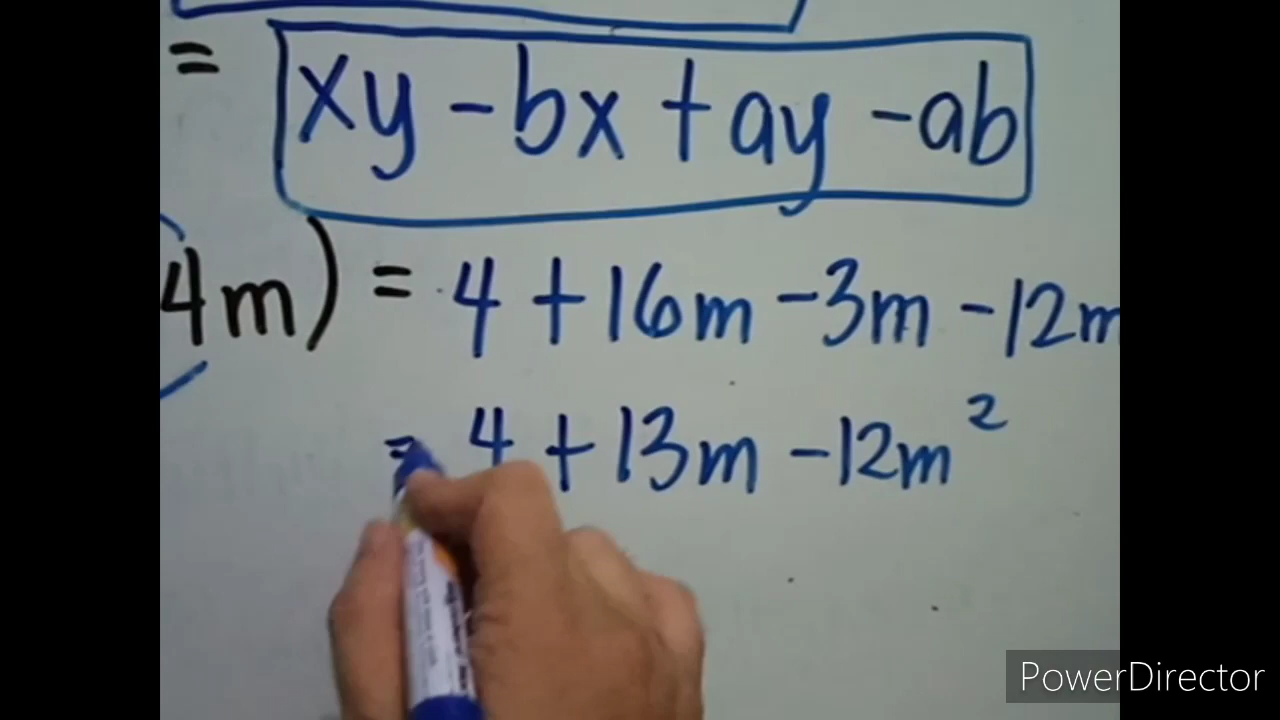 = xy - bx + ay - ab
4m) = 4 + 16m - 3m - 12m
= 4 + 13m - 12m²
PowerDirector